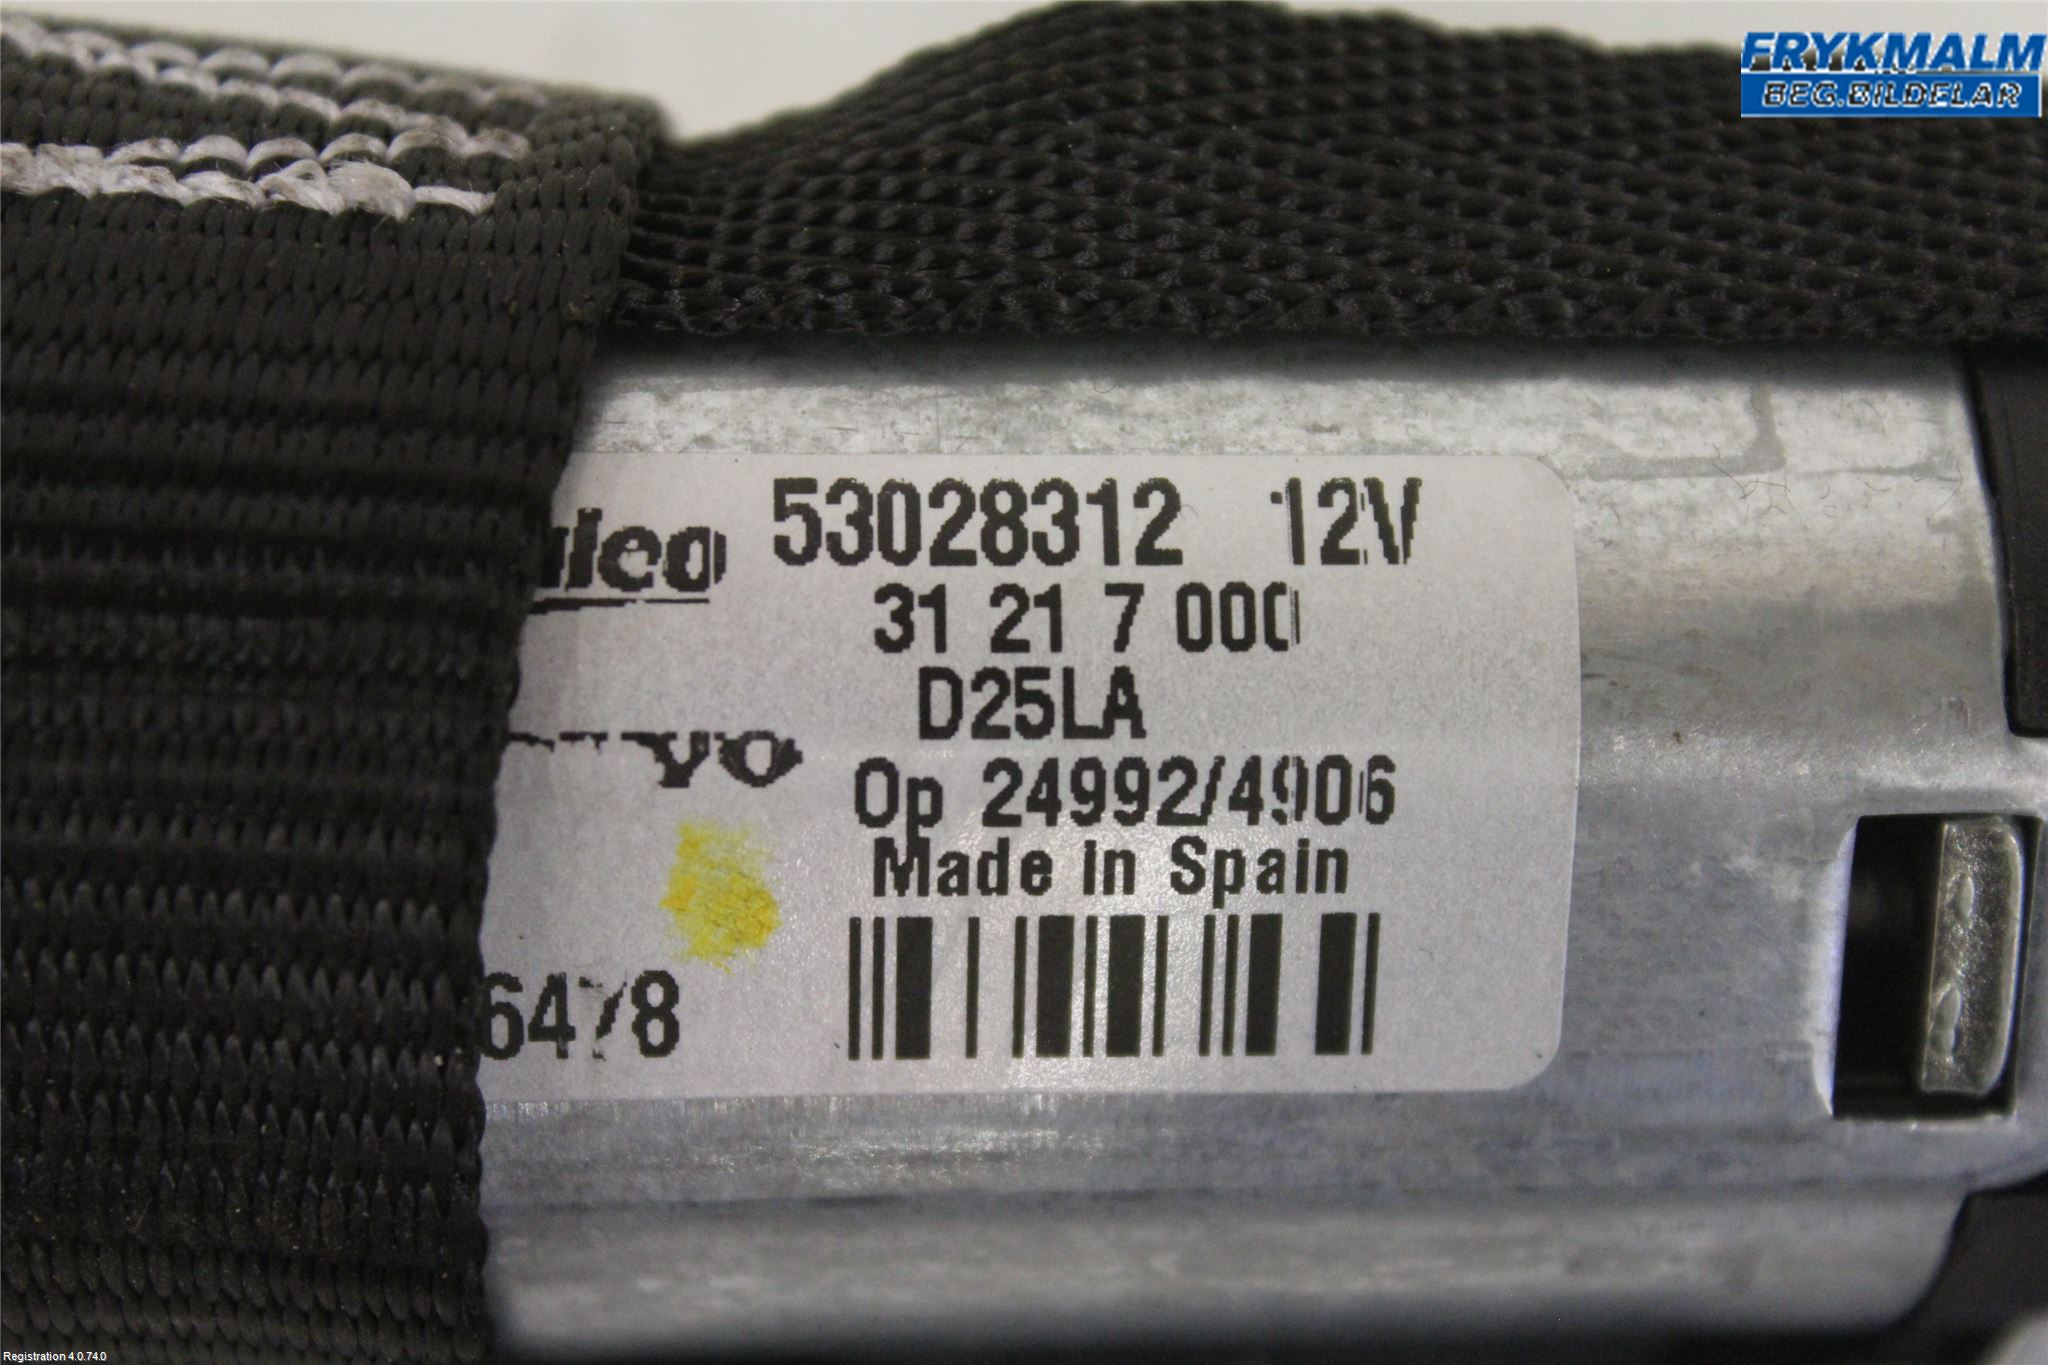 FRYKMALM
BEG.BILDELAR
53028312 12V
31 21 7 000
D25LA
Op 24992/4906
Made in Spain
Registration 4.0.74.0